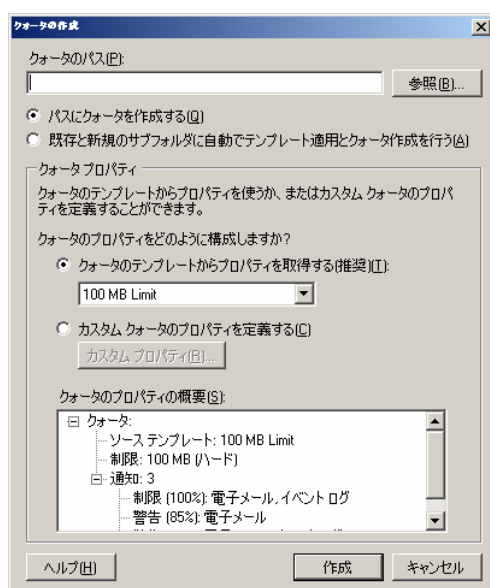 クォータの作成
クォータのパス(P):
参照(B)...
パスにクォータを作成する(Q)
既存と新規のサブフォルダに自動でテンプレート適用とクォータ作成を行う(A)
クォータ プロパティ
クォータのテンプレートからプロパティを使うか、またはカスタム クォータのプロパ
ティを定義することができます。
クォータのプロパティをどのように構成しますか?
クォータのテンプレートからプロパティを取得する(推奨)(T):
100 MB Limit
カスタム クォータのプロパティを定義する(C)
カスタム プロパティ(R)...
クォータのプロパティの概要(S):
クォータ:
ソース テンプレート: 100 MB Limit
制限: 100 MB (ハード)
通知: 3
制限 (100%): 電子メール, イベント ログ
警告 (85%): 電子メール
ヘルプ(H)
作成
キャンセル